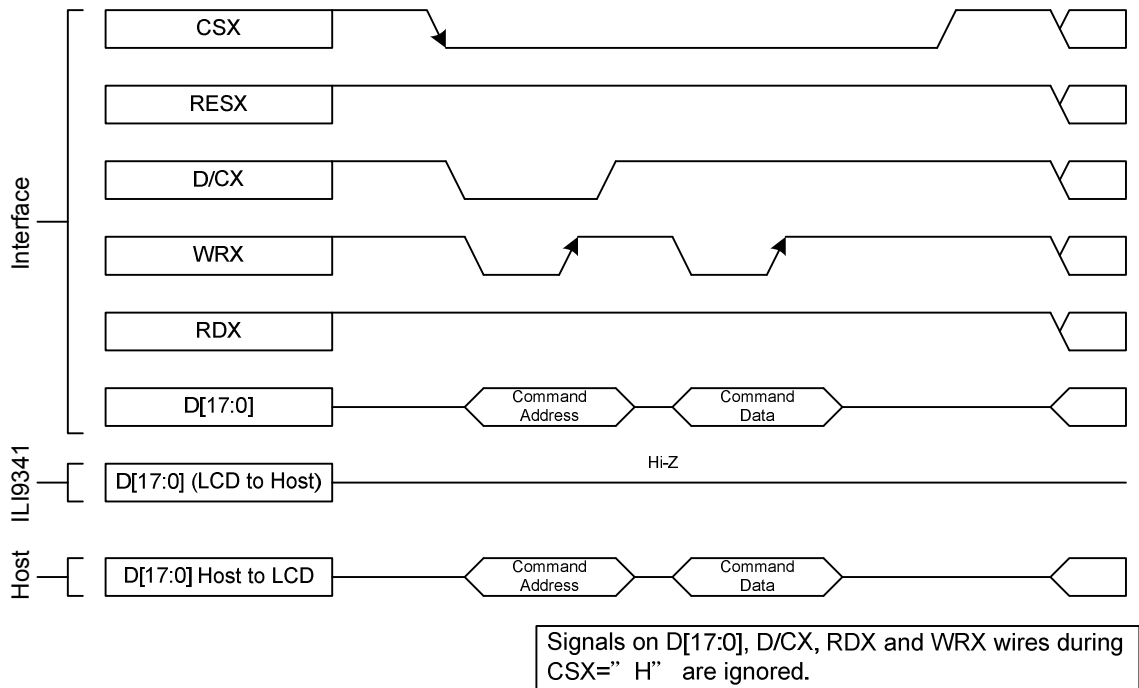 Interface
CSX
RESX
D/CX
WRX
RDX
D[17:0]
Command
Address
Command
Data
ILI9341
D[17:0] (LCD to Host)
Hi-Z
Host
D[17:0] Host to LCD
Command
Address
Command
Data
Signals on D[17:0], D/CX, RDX and WRX wires during
CSX=” H” are ignored.